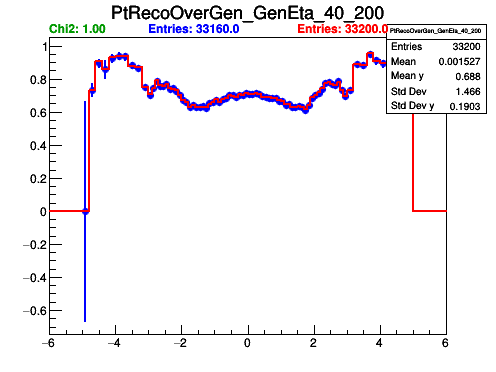 PtRecoOverGen_GenEta_40_200
Chi2: 1.00 Entries: 33160.0 Entries: 33200.0
PtRecoOverGen_GenEta_40_200
Entries 33200
Mean 0.001527
Mean y 0.688
Std Dev 1.466
Std Dev y 0.1903
1
0.8
0.6
0.4
0.2
0
−0.2
−0.4
−0.6
−6 −4 −2 0 2 4 6